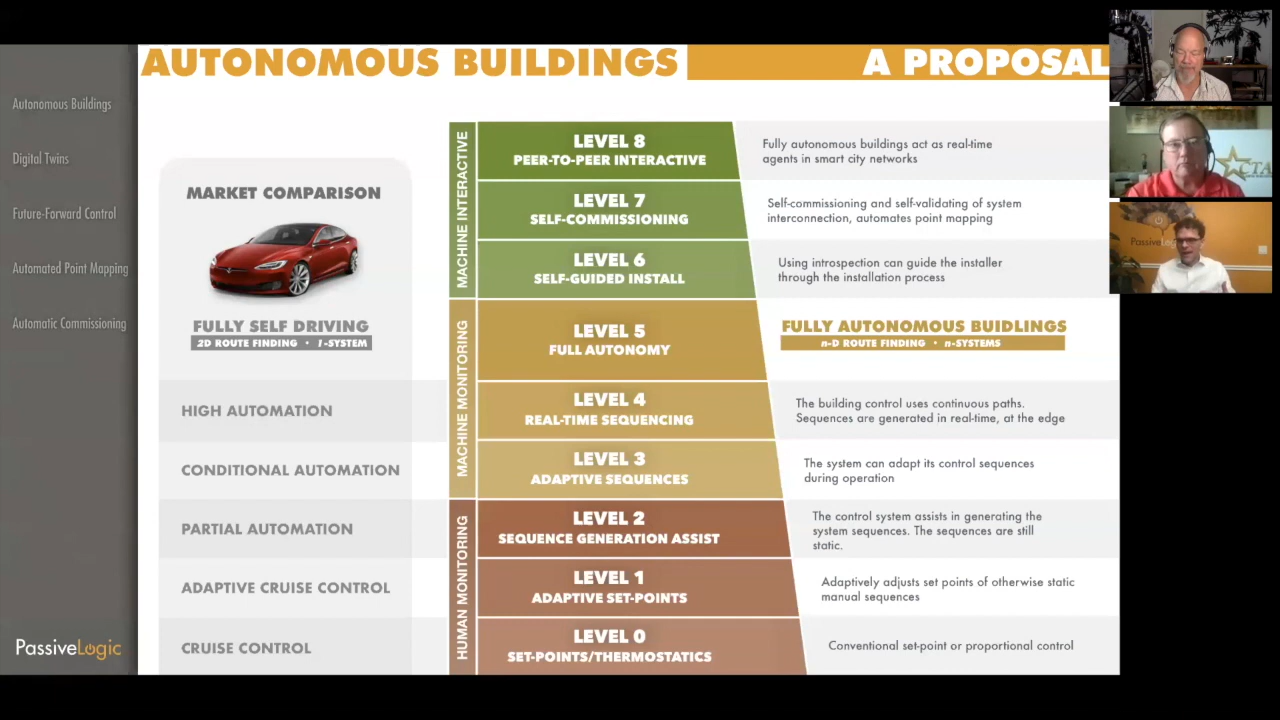 AUTONOMOUS BUILDINGS
A PROPOSAL
Autonomous Buildings
Digital Twins
Future-Forward Control
Automated Point Mapping
Automatic Commissioning
PassiveLogic
MARKET COMPARISON
FULLY SELF DRIVING
2D ROUTE FINDING • 1-SYSTEM
HIGH AUTOMATION
CONDITIONAL AUTOMATION
PARTIAL AUTOMATION
ADAPTIVE CRUISE CONTROL
CRUISE CONTROL
MACHINE INTERACTIVE
MACHINE MONITORING
HUMAN MONITORING
LEVEL 8
PEER-TO-PEER INTERACTIVE
Fully autonomous buildings act as real-time
agents in smart city networks
LEVEL 7
SELF-COMMISSIONING
Self-commissioning and self-validating of system
interconnection, automates point mapping
LEVEL 6
SELF-GUIDED INSTALL
Using introspection can guide the installer
through the installation process
LEVEL 5
FULL AUTONOMY
FULLY AUTONOMOUS BUIDLINGS
n-D ROUTE FINDING • n-SYSTEMS
LEVEL 4
REAL-TIME SEQUENCING
The building control uses continuous paths.
Sequences are generated in real-time, at the edge
LEVEL 3
ADAPTIVE SEQUENCES
The system can adapt its control sequences
during operation
LEVEL 2
SEQUENCE GENERATION ASSIST
The control system assists in generating the
system sequences. The sequences are still
static.
LEVEL 1
ADAPTIVE SET-POINTS
Adaptively adjusts set points of otherwise static
manual sequences
LEVEL 0
SET-POINTS/THERMOSTATICS
Conventional set-point or proportional control
CTA